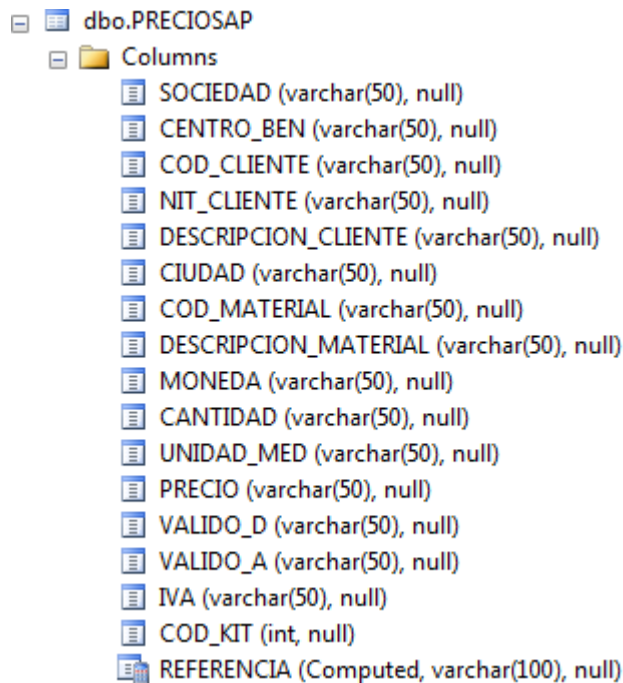 dbo.PRECIOSAP
Columns
SOCIEDAD (varchar(50), null)
CENTRO_BEN (varchar(50), null)
COD_CLIENTE (varchar(50), null)
NIT_CLIENTE (varchar(50), null)
DESCRIPCION_CLIENTE (varchar(50), null)
CIUDAD (varchar(50), null)
COD_MATERIAL (varchar(50), null)
DESCRIPCION_MATERIAL (varchar(50), null)
MONEDA (varchar(50), null)
CANTIDAD (varchar(50), null)
UNIDAD_MED (varchar(50), null)
PRECIO (varchar(50), null)
VALIDO_D (varchar(50), null)
VALIDO_A (varchar(50), null)
IVA (varchar(50), null)
COD_KIT (int, null)
REFERENCIA (Computed, varchar(100), null)